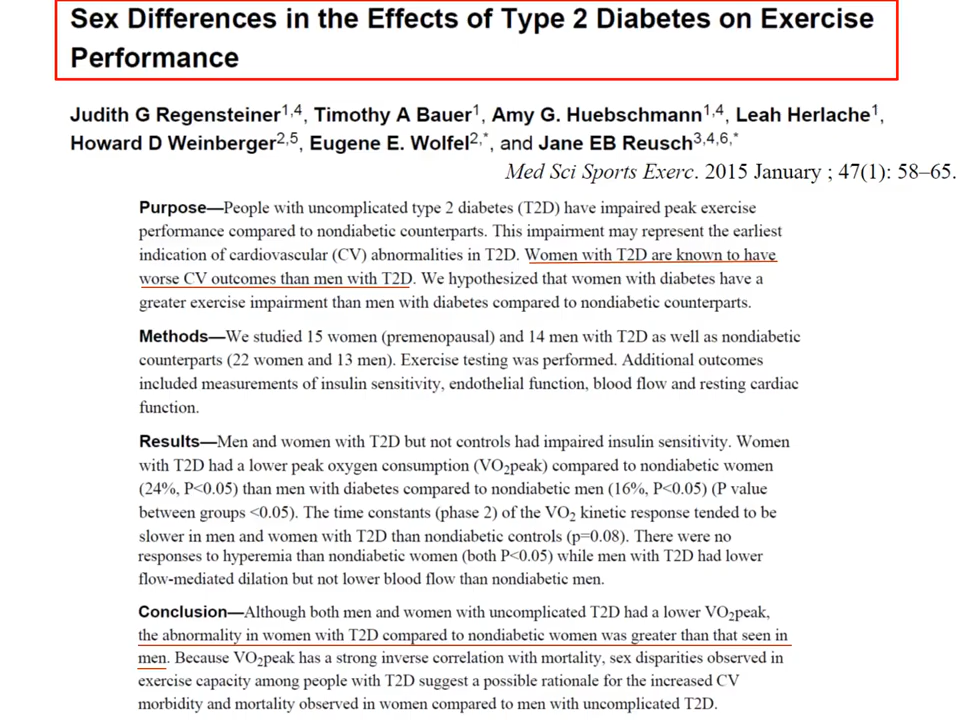 Sex Differences in the Effects of Type 2 Diabetes on Exercise
Performance
Judith G Regensteiner1,4, Timothy A Bauer1, Amy G. Huebschmann1,4, Leah Herlache1,
Howard D Weinberger2,5, Eugene E. Wolfel2,*, and Jane EB Reusch3,4,6,*
Med Sci Sports Exerc. 2015 January ; 47(1): 58–65.
Purpose—People with uncomplicated type 2 diabetes (T2D) have impaired peak exercise
performance compared to nondiabetic counterparts. This impairment may represent the earliest
indication of cardiovascular (CV) abnormalities in T2D. Women with T2D are known to have
worse CV outcomes than men with T2D. We hypothesized that women with diabetes have a
greater exercise impairment than men with diabetes compared to nondiabetic counterparts.
Methods—We studied 15 women (premenopausal) and 14 men with T2D as well as nondiabetic
counterparts (22 women and 13 men). Exercise testing was performed. Additional outcomes
included measurements of insulin sensitivity, endothelial function, blood flow and resting cardiac
function.
Results—Men and women with T2D but not controls had impaired insulin sensitivity. Women
with T2D had a lower peak oxygen consumption (VO2peak) compared to nondiabetic women
(24%, P<0.05) than men with diabetes compared to nondiabetic men (16%, P<0.05) (P value
between groups <0.05). The time constants (phase 2) of the VO2 kinetic response tended to be
slower in men and women with T2D than nondiabetic controls (p=0.08). There were no
responses to hyperemia than nondiabetic women (both P<0.05) while men with T2D had lower
flow-mediated dilation but not lower blood flow than nondiabetic men.
Conclusion—Although both men and women with uncomplicated T2D had a lower VO2peak,
the abnormality in women with T2D compared to nondiabetic women was greater than that seen in
men. Because VO2peak has a strong inverse correlation with mortality, sex disparities observed in
exercise capacity among people with T2D suggest a possible rationale for the increased CV
morbidity and mortality observed in women compared to men with uncomplicated T2D.